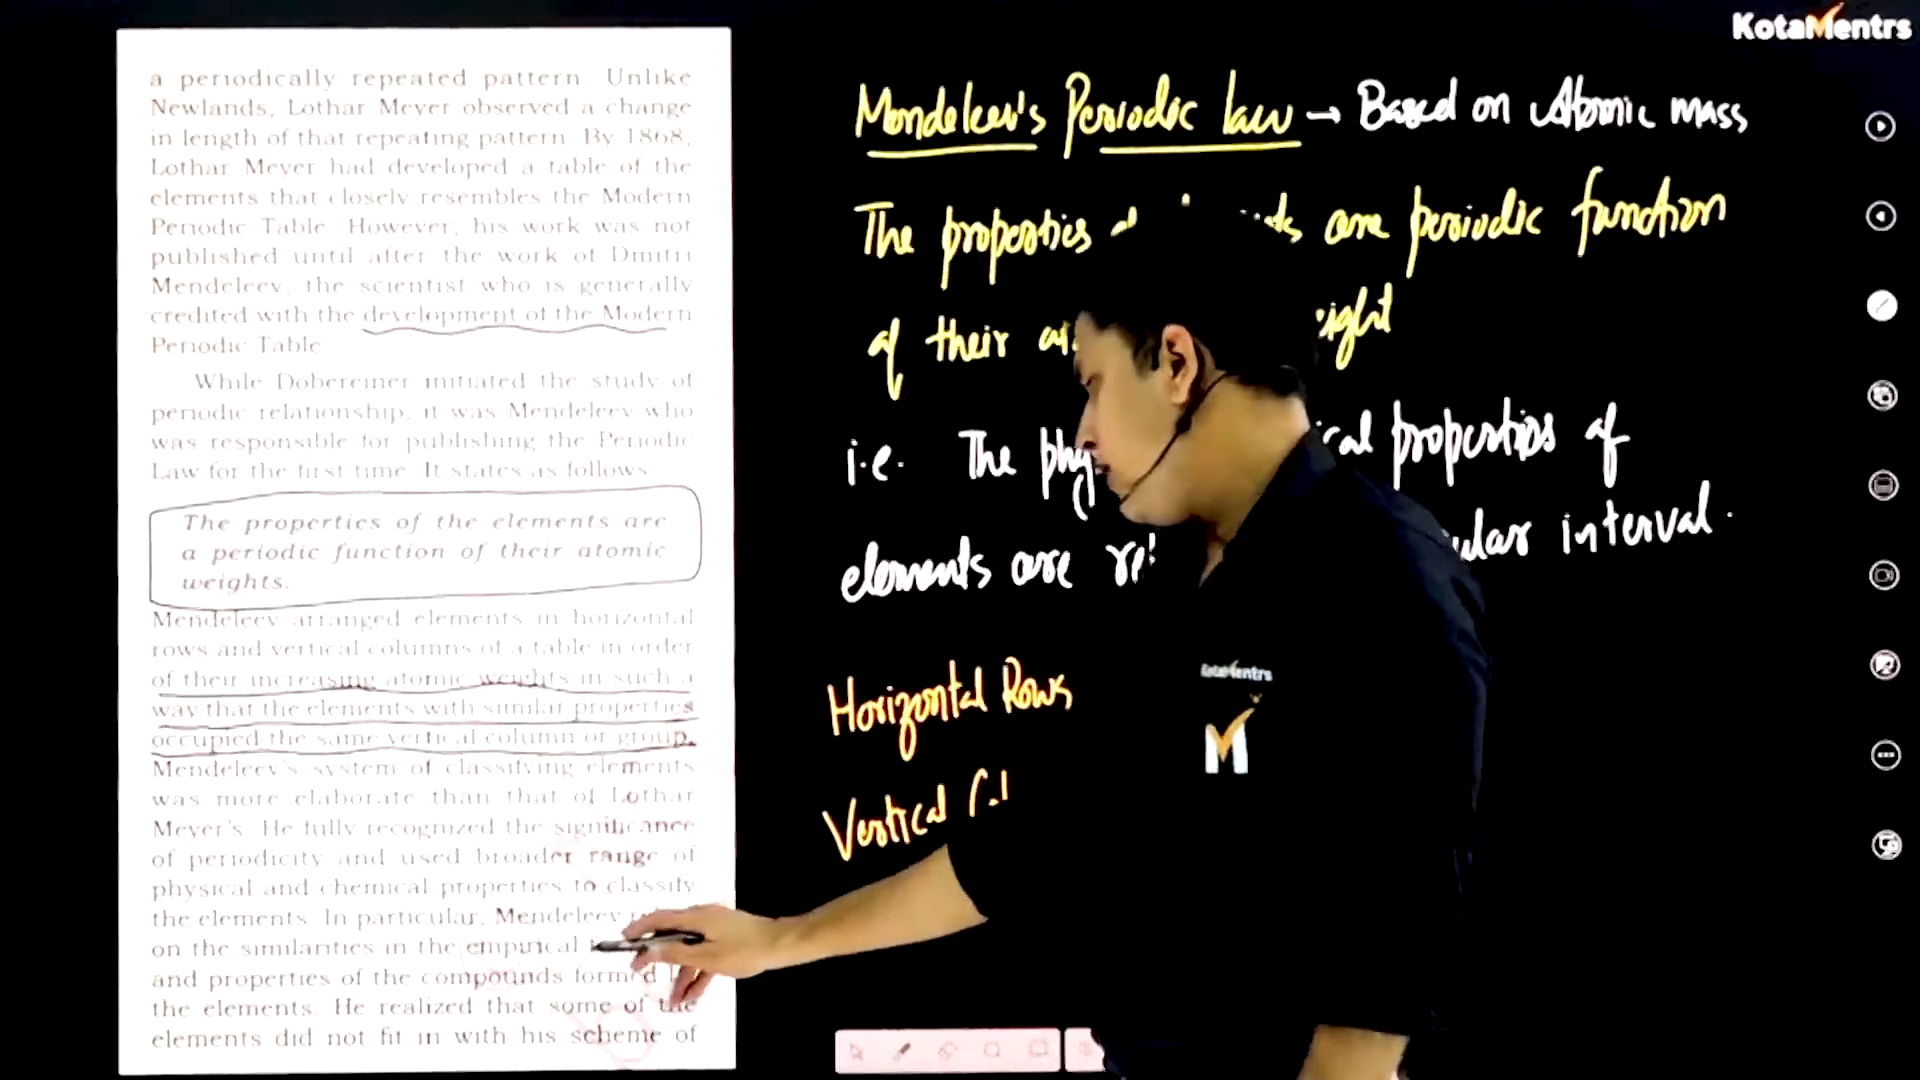 a periodically repeated pattern. Unlike
Newlands, Lothar Meyer observed a change
in length of that repeating pattern. By 1868,
Lothar Meyer had developed a table of the
elements that closely resembles the Modern
Periodic Table. However, his work was not
published until after the work of Dmitri
Mendeleev, the scientist who is generally
credited with the development of the Modern
Periodic Table.
While Dobereiner initiated the study of
periodic relationship, it was Mendeleev who
was responsible for publishing the Periodic
Law for the first time. It states as follows
The properties of the elements are
a periodic function of their atomic
weights.
Mendeleev arranged elements in horizontal
rows and vertical columns of a table in order
of their increasing atomic weights in such a
way that the elements with similar properties
occupied the same vertical column or group.
Mendeleev's system of classifying elements
was more elaborate than that of Lothar
Meyer's. He fully recognized the significance
of periodicity and used broader range of
physical and chemical properties to classify
the elements. In particular, Mendeleev
on the similarities in the empirical
and properties of the compounds formed
the elements. He realized that some of the
elements did not fit in with his scheme of
KotaMentrs
Mendeleev's Periodic law → Based on Atomic mass
The properties are periodic function
of their
i.e. The properties of
elements are interval.
Horizontal Rows
Vertical
KotaMentrs
M